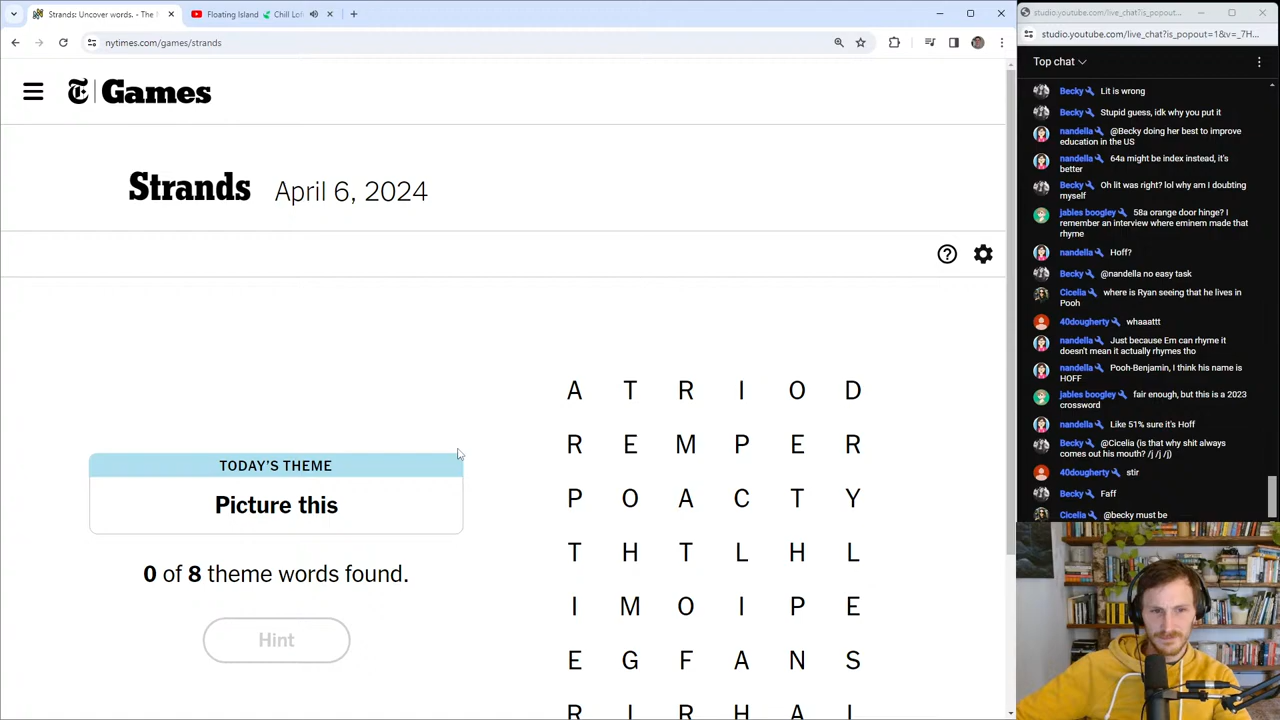 Strands: Uncover words. • The N
Floating Island 🍃 Chill Lof
nytimes.com/games/strands
Games
Strands April 6, 2024
TODAY'S THEME
Picture this
0 of 8 theme words found.
Hint
A T R I O D
R E M P E R
P O A C T Y
T H T L H L
I M O I P E
E G F A N S
R I R H A I
studio.youtube.com/live_chat?is_popout...
studio.youtube.com/live_chat?is_popout=1&v=_7H...
Top chat
Becky Lit is wrong
Becky Stupid guess, idk why you put it
nandella @Becky doing her best to improve
education in the US
nandella 64a might be index instead, it's
better
Becky Oh lit was right? lol why am I doubting
myself
jables boogley 58a orange door hinge? I
remember an interview where eminem made that
rhyme
nandella Hoff?
Becky @nandella no easy task
Cicelia where is Ryan seeing that he lives in
Pooh
40dougherty whaaattt
nandella Just because Em can rhyme it
doesn't mean it actually rhymes tho
nandella Pooh-Benjamin, I think his name is
HOFF
jables boogley fair enough, but this is a 2023
crossword
nandella Like 51% sure it's Hoff
Becky @Cicelia (is that why shit always
comes out his mouth? /j /j /j)
40dougherty stir
Becky Faff
Cicelia @becky must be